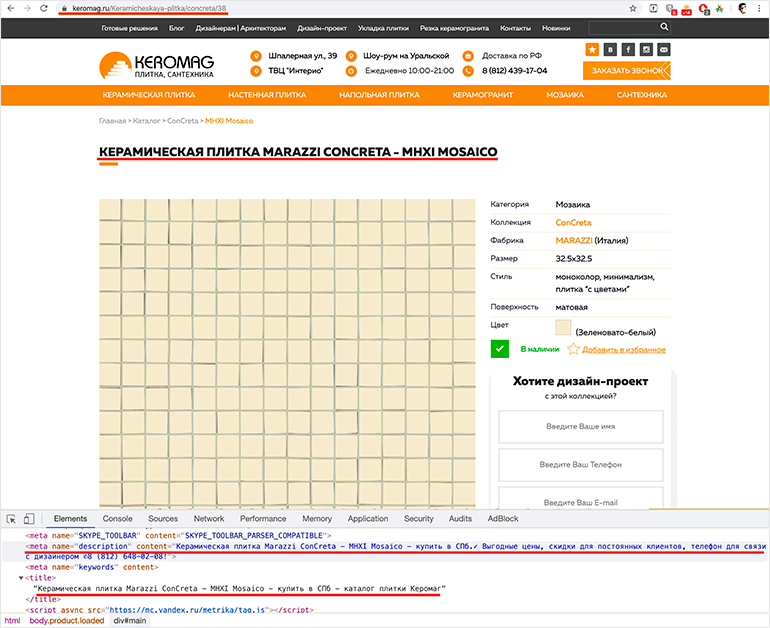 keromag.ru/Keramicheskaya-plitka/concreta/38
Готовые решения Блог Дизайнерам | Архитекторам Дизайн-проект Укладка плитки Резка керамогранита Контакты Новинки
KEROMAG
ПЛИТКА, САНТЕХНИКА
Шпалерная ул., 39 Шоу-рум на Уральской Доставка по РФ
ТВЦ "Интерио" Ежедневно 10:00-21:00 8 (812) 439-17-04
ЗАКАЗАТЬ ЗВОНОК
КЕРАМИЧЕСКАЯ ПЛИТКА НАСТЕННАЯ ПЛИТКА НАПОЛЬНАЯ ПЛИТКА КЕРАМОГРАНИТ МОЗАИКА САНТЕХНИКА
Главная > Каталог > ConCreta > MHXI Mosaico
КЕРАМИЧЕСКАЯ ПЛИТКА MARAZZI CONCRETA - MHXI MOSAICO
Категория Мозаика
Коллекция ConCreta
Фабрика MARAZZI (Италия)
Размер 32.5x32.5
Стиль моноколор, минимализм,
плитка "с цветами"
Поверхность матовая
Цвет (Зеленовато-белый)
В наличии Добавить в избранное
Хотите дизайн-проект
с этой коллекцией?
Введите Ваше имя
Введите Ваш Телефон
Введите Ваш E-mail
Elements Console Sources Network Performance Memory Application Security Audits AdBlock
<meta name="SKYPE_TOOLBAR" content="SKYPE_TOOLBAR_PARSER_COMPATIBLE">
<meta name="description" content="Керамическая плитка Marazzi ConCreta - MHXI Mosaico - купить в СПб.✓ Выгодные цены, скидки для постоянных клиентов, телефон для связи
с дизайнером ✆8 (812) 648-02-08!">
<meta name="keywords" content>
▼<title>
"Керамическая плитка Marazzi ConCreta - MHXI Mosaico - купить в СПб - каталог плитки Керомаг"
</title>
<script async src="https://mc.yandex.ru/metrika/tag.js"></script>
html body.product.loaded div#main